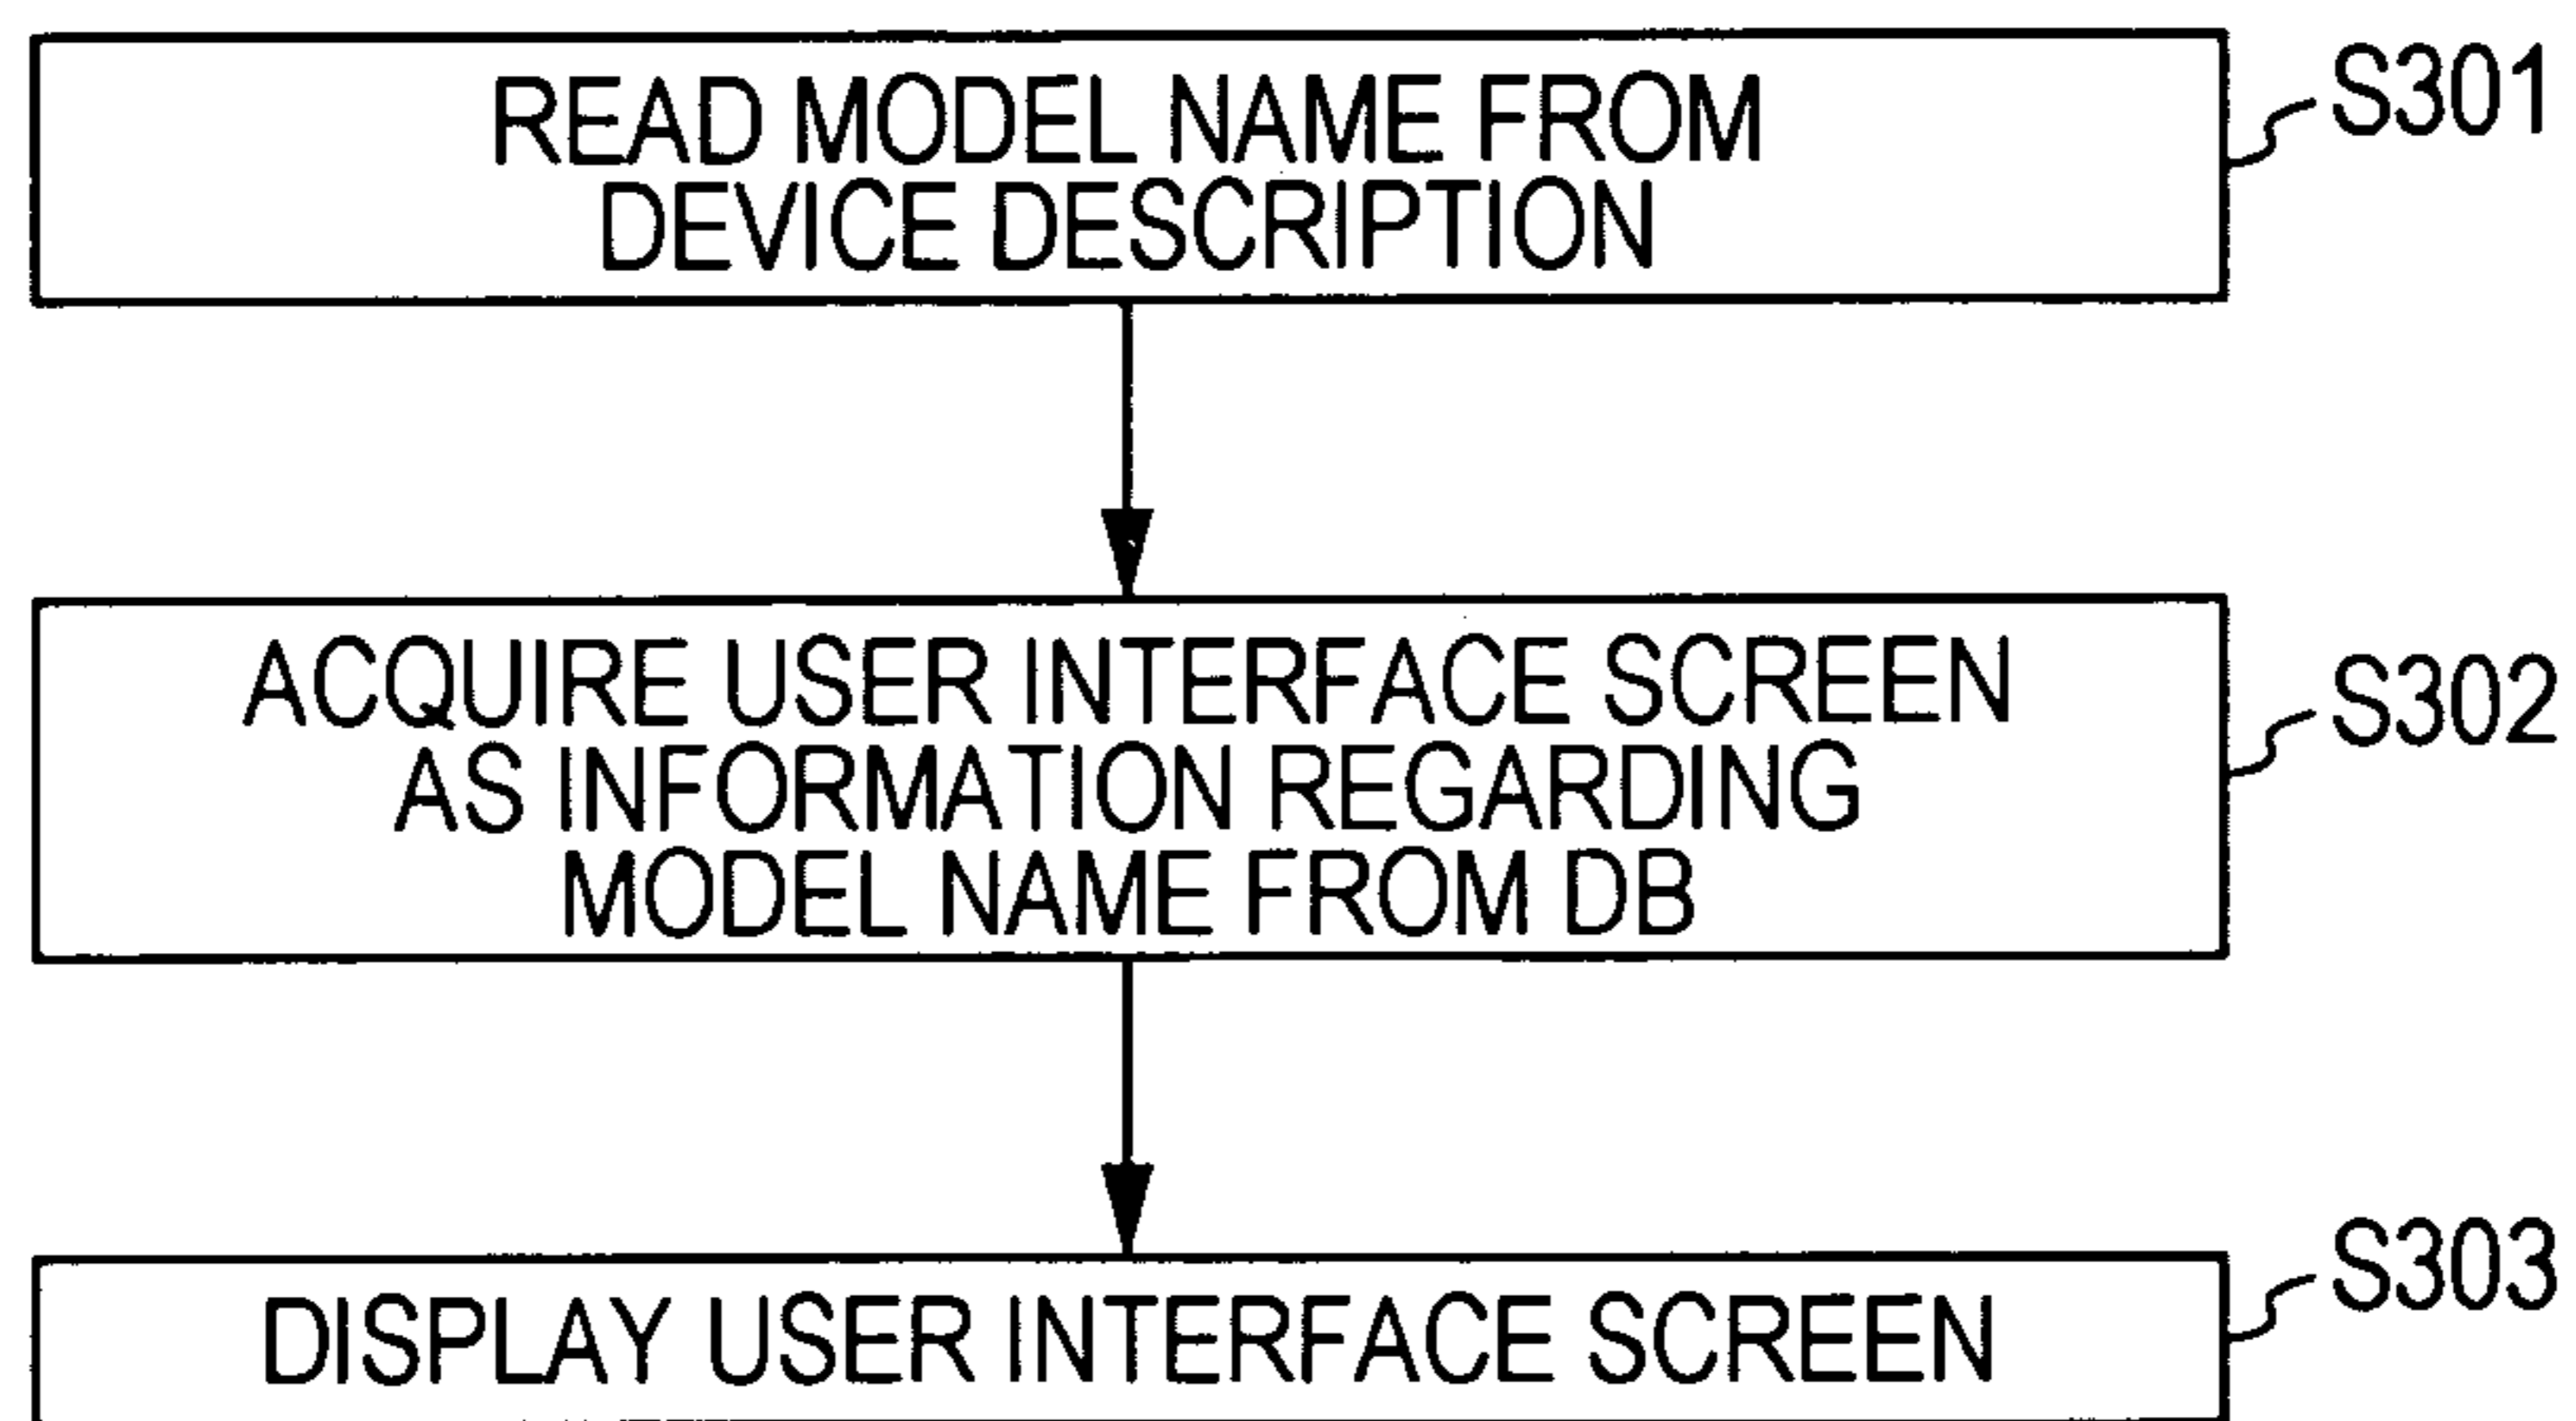 READ MODEL NAME FROM
DEVICE DESCRIPTION
S301
ACQUIRE USER INTERFACE SCREEN
AS INFORMATION REGARDING
MODEL NAME FROM DB
S302
DISPLAY USER INTERFACE SCREEN
S303